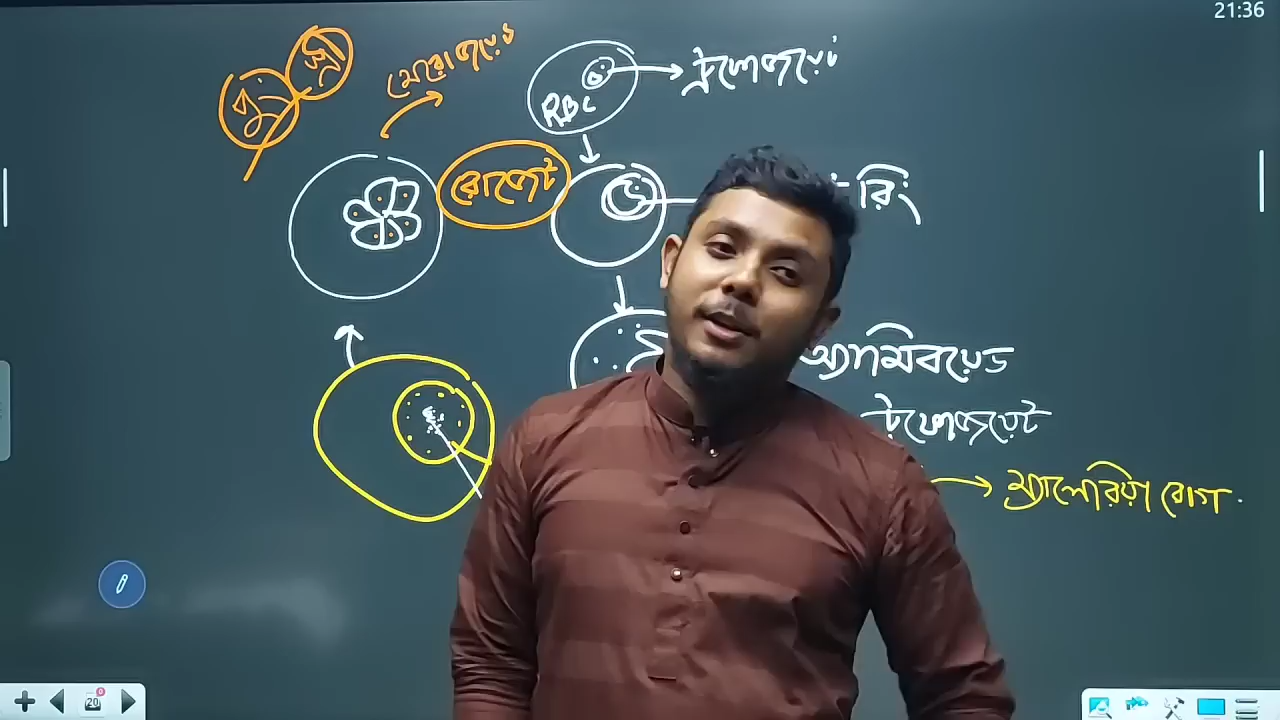 21:36
পু
স্ত্রী
মেরোজয়েট
RBC
ট্রফোজয়েট
রোজেট
রিং
অ্যামিবয়েড
ট্রফোজয়েট
ম্যালেরিয়া রোগ
20